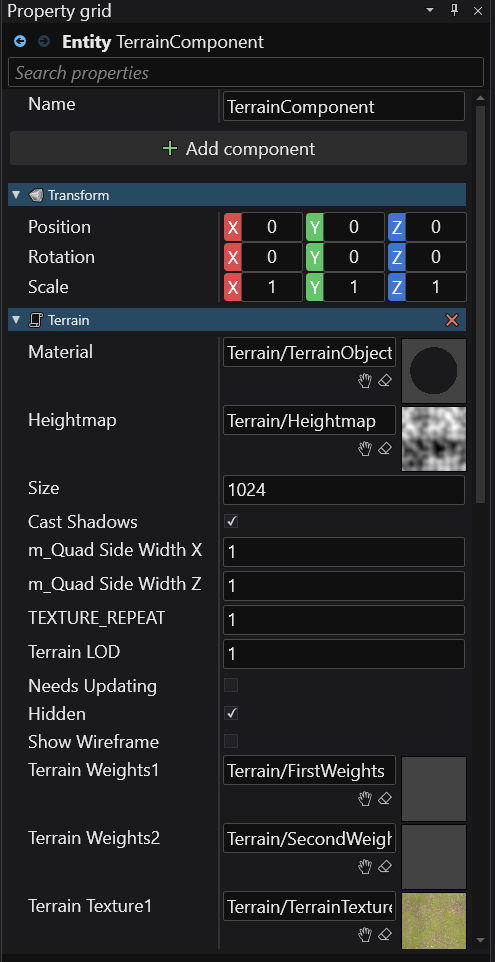 Property grid
Entity TerrainComponent
Search properties
Name TerrainComponent
+ Add component
Transform
Position X 0 Y 0 Z 0
Rotation X 0 Y 0 Z 0
Scale X 1 Y 1 Z 1
Terrain
Material Terrain/TerrainObject
Heightmap Terrain/Heightmap
Size 1024
Cast Shadows
m_Quad Side Width X 1
m_Quad Side Width Z 1
TEXTURE_REPEAT 1
Terrain LOD 1
Needs Updating
Hidden
Show Wireframe
Terrain Weights1 Terrain/FirstWeights
Terrain Weights2 Terrain/SecondWeigh
Terrain Texture1 Terrain/TerrainTexture